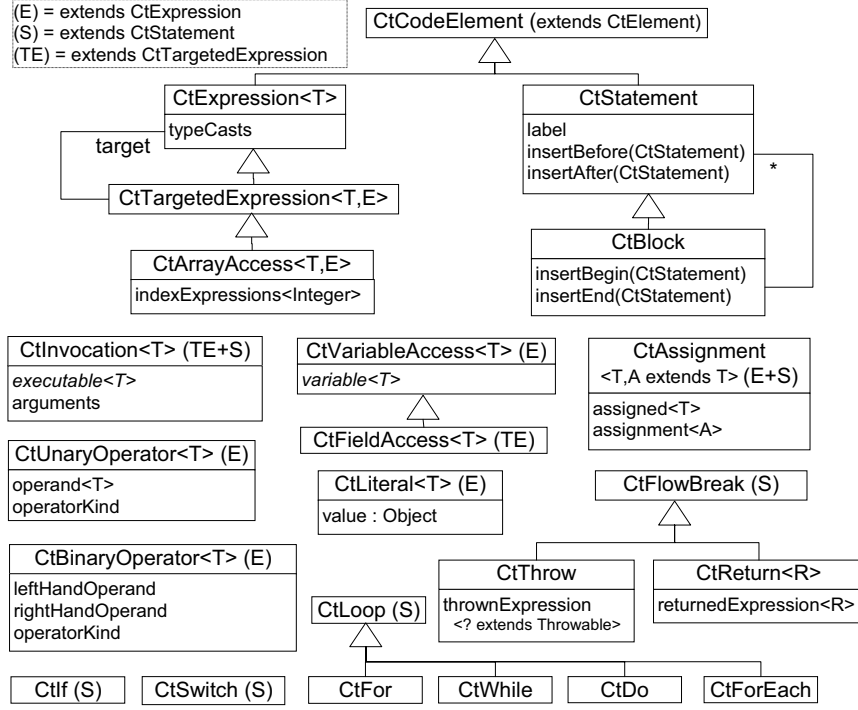 (E) = extends CtExpression
(S) = extends CtStatement
(TE) = extends CtTargetedExpression
CtCodeElement (extends CtElement)
CtExpression<T>
typeCasts
target
CtTargetedExpression<T,E>
CtArrayAccess<T,E>
indexExpressions<Integer>
CtStatement
label
insertBefore(CtStatement)
insertAfter(CtStatement)
*
CtBlock
insertBegin(CtStatement)
insertEnd(CtStatement)
CtInvocation<T> (TE+S)
executable<T>
arguments
CtVariableAccess<T> (E)
variable<T>
CtFieldAccess<T> (TE)
CtAssignment
<T,A extends T> (E+S)
assigned<T>
assignment<A>
CtUnaryOperator<T> (E)
operand<T>
operatorKind
CtLiteral<T> (E)
value : Object
CtFlowBreak (S)
CtBinaryOperator<T> (E)
leftHandOperand
rightHandOperand
operatorKind
CtThrow
thrownExpression
<? extends Throwable>
CtReturn<R>
returnedExpression<R>
CtLoop (S)
CtIf (S)
CtSwitch (S)
CtFor
CtWhile
CtDo
CtForEach